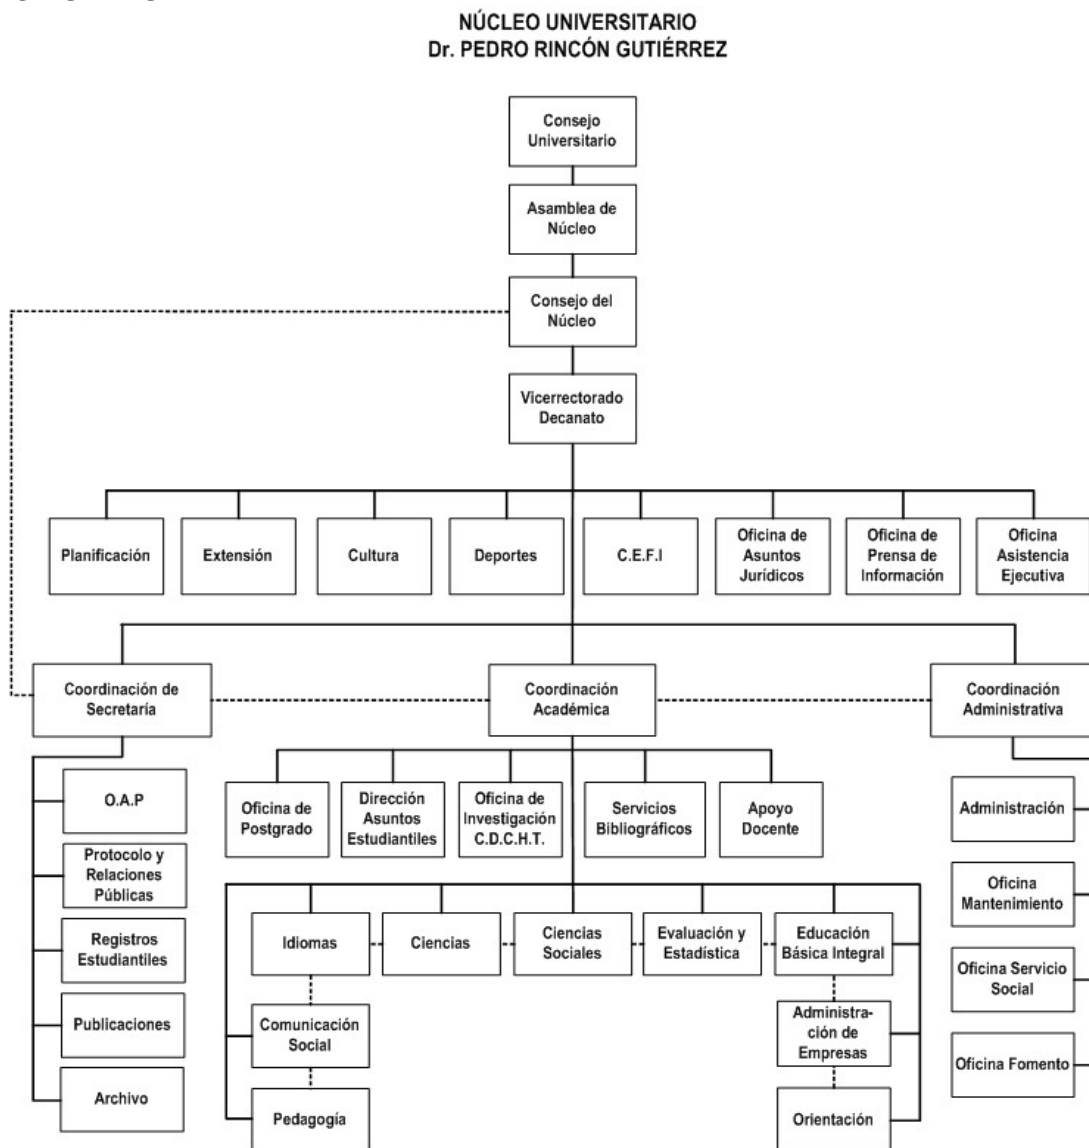 NÚCLEO UNIVERSITARIO
Dr. PEDRO RINCÓN GUTIÉRREZ
Consejo
Universitario
Asamblea de
Núcleo
Consejo del
Núcleo
Vicerrectorado
Decanato
Planificación
Extensión
Cultura
Deportes
C.E.F.I
Oficina de
Asuntos
Jurídicos
Oficina de
Prensa de
Información
Oficina
Asistencia
Ejecutiva
Coordinación de
Secretaría
Coordinación
Académica
Coordinación
Administrativa
O.A.P
Protocolo y
Relaciones
Públicas
Registros
Estudiantiles
Publicaciones
Archivo
Oficina de
Postgrado
Dirección
Asuntos
Estudiantiles
Oficina de
Investigación
C.D.C.H.T.
Servicios
Bibliográficos
Apoyo
Docente
Idiomas
Ciencias
Ciencias
Sociales
Evaluación y
Estadística
Educación
Básica Integral
Comunicación
Social
Pedagogía
Administra-
ción de
Empresas
Orientación
Administración
Oficina
Mantenimiento
Oficina Servicio
Social
Oficina Fomento